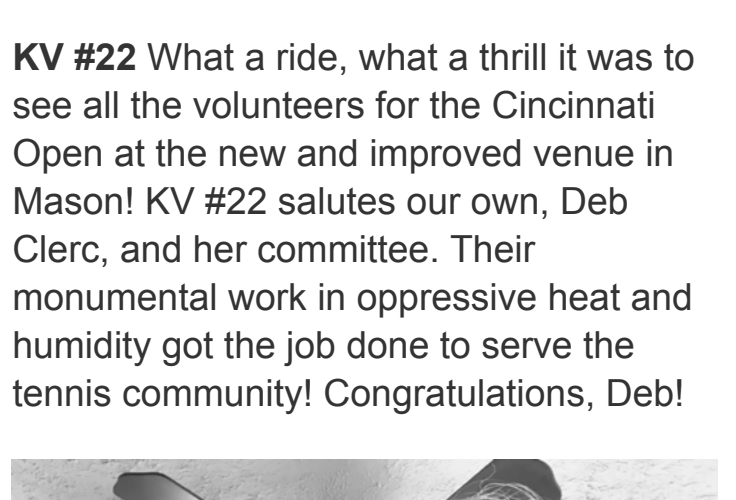 KV #22 What a ride, what a thrill it was to
see all the volunteers for the Cincinnati
Open at the new and improved venue in
Mason! KV #22 salutes our own, Deb
Clerc, and her committee. Their
monumental work in oppressive heat and
humidity got the job done to serve the
tennis community! Congratulations, Deb!